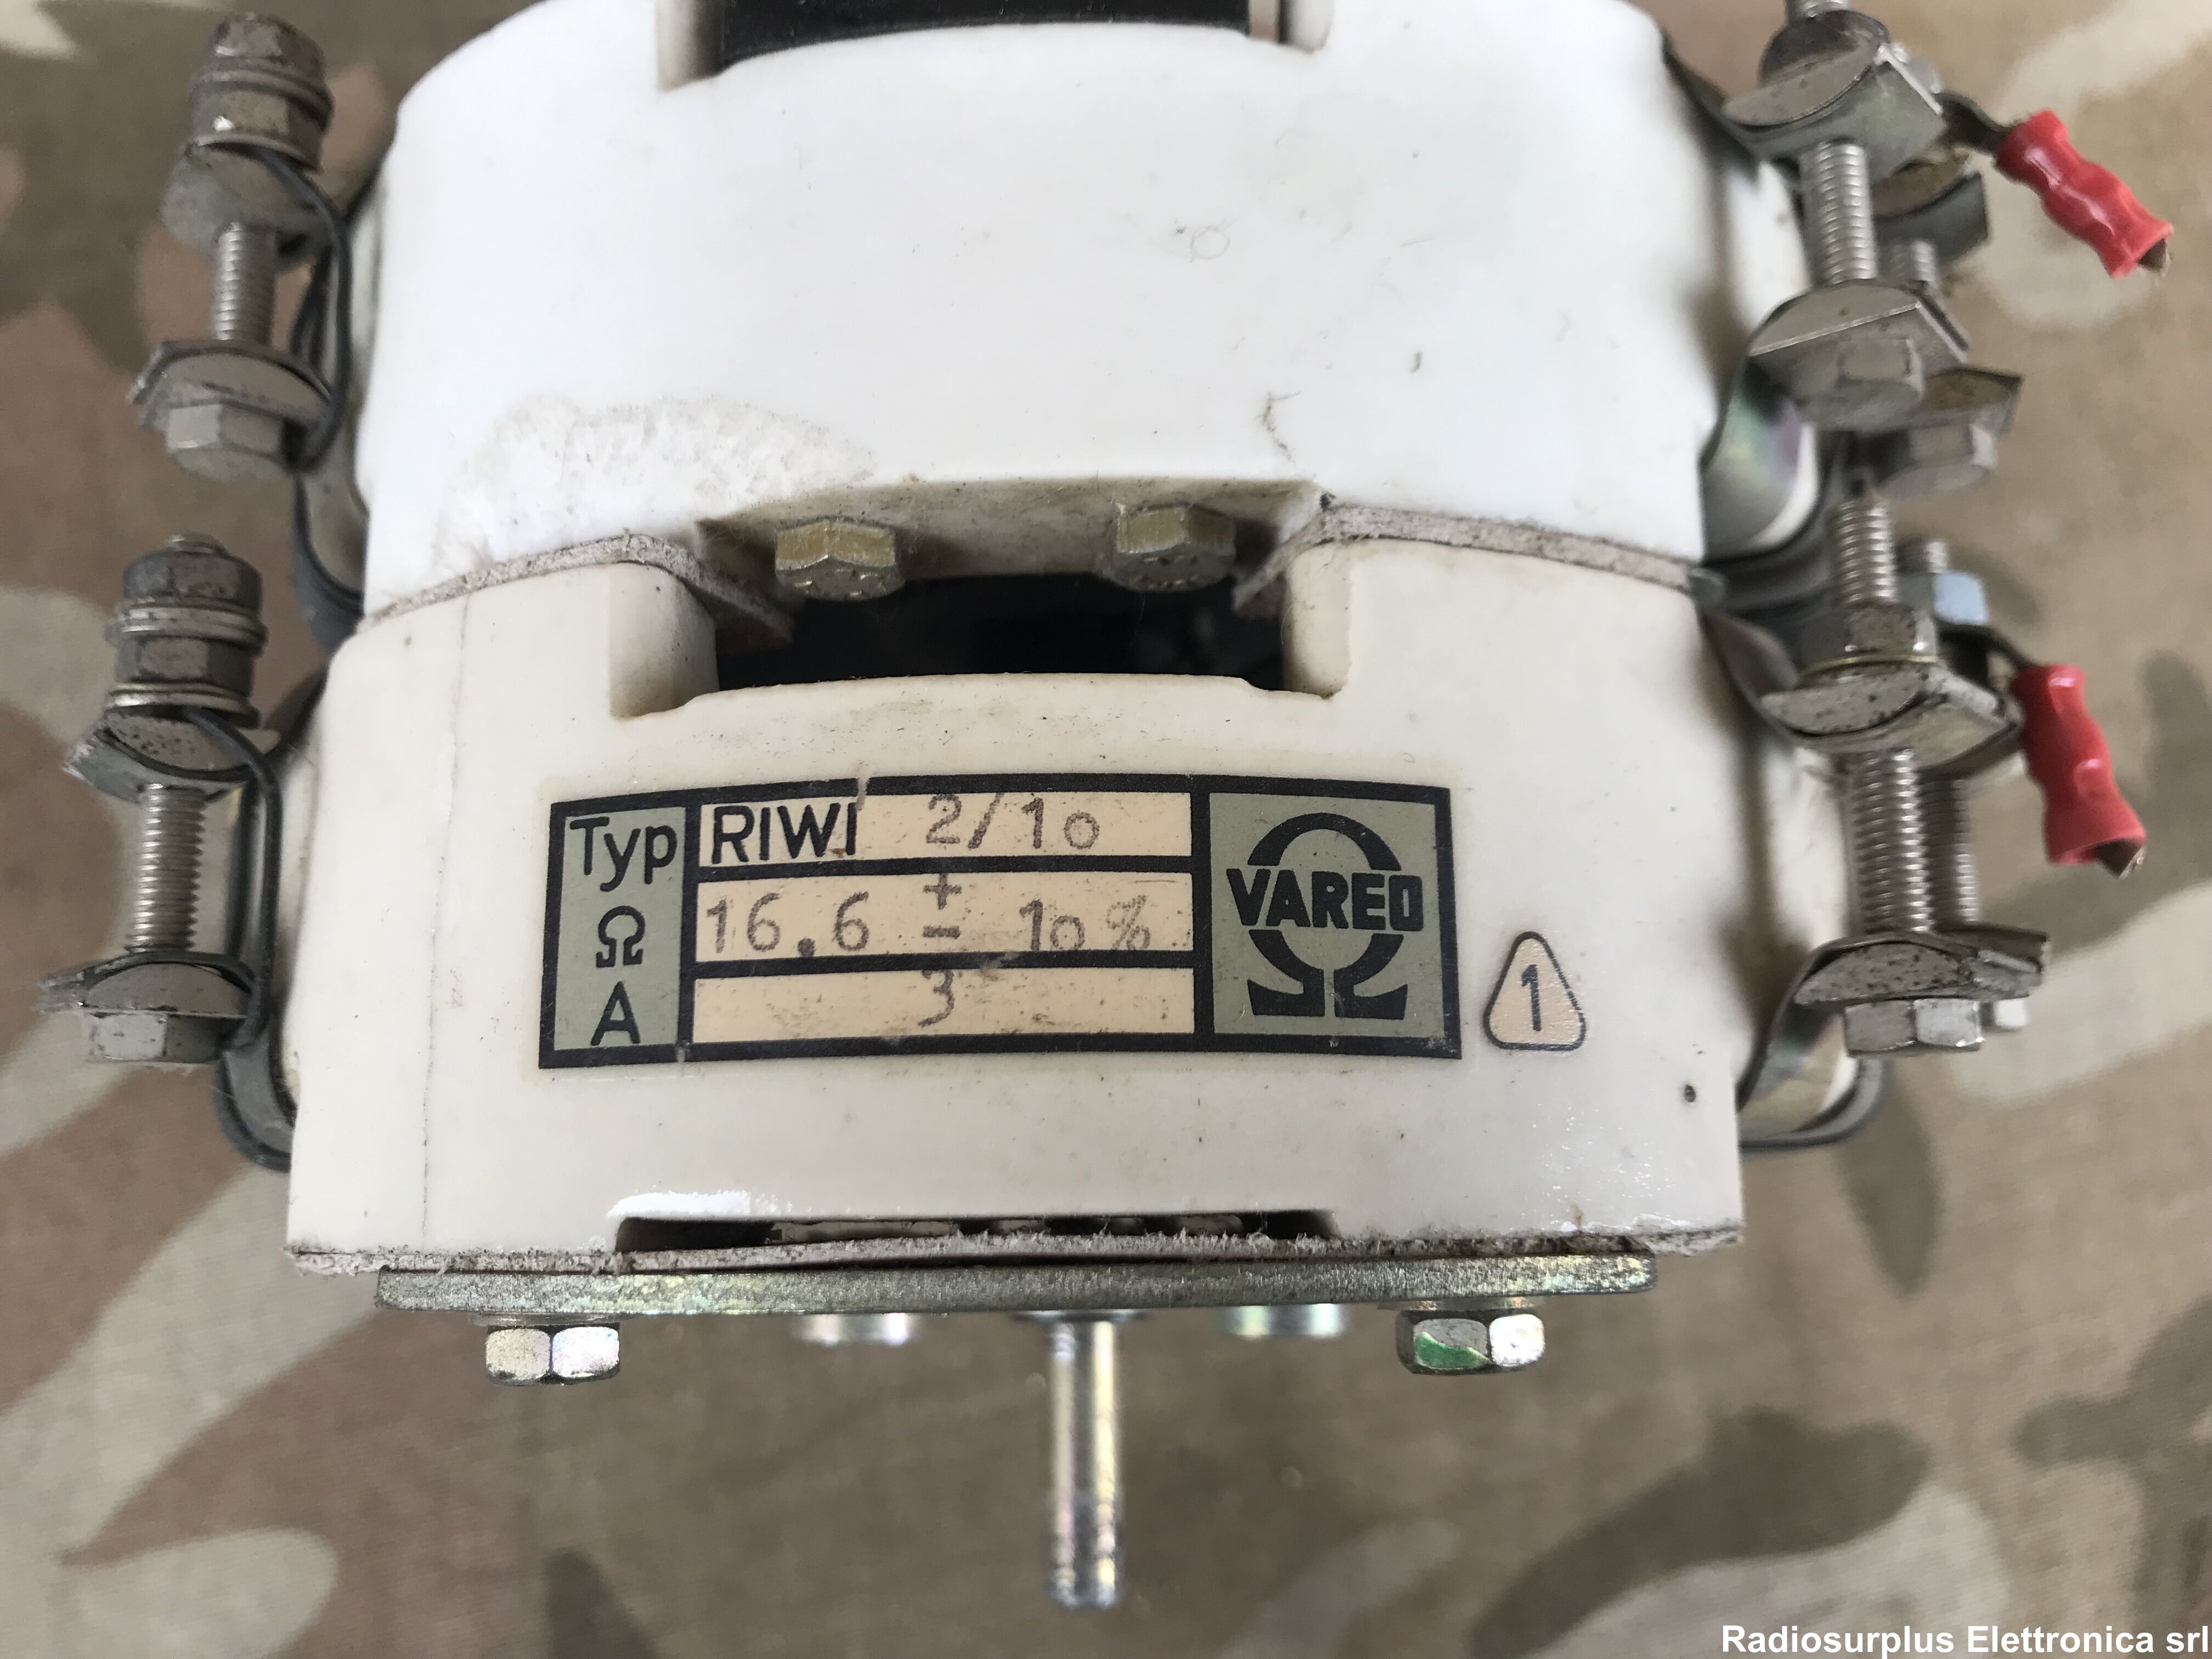 Typ RIWI 2/10
Ω 16.6 ± 10%
A 3
VAREO
1
Radiosurplus Elettronica srl